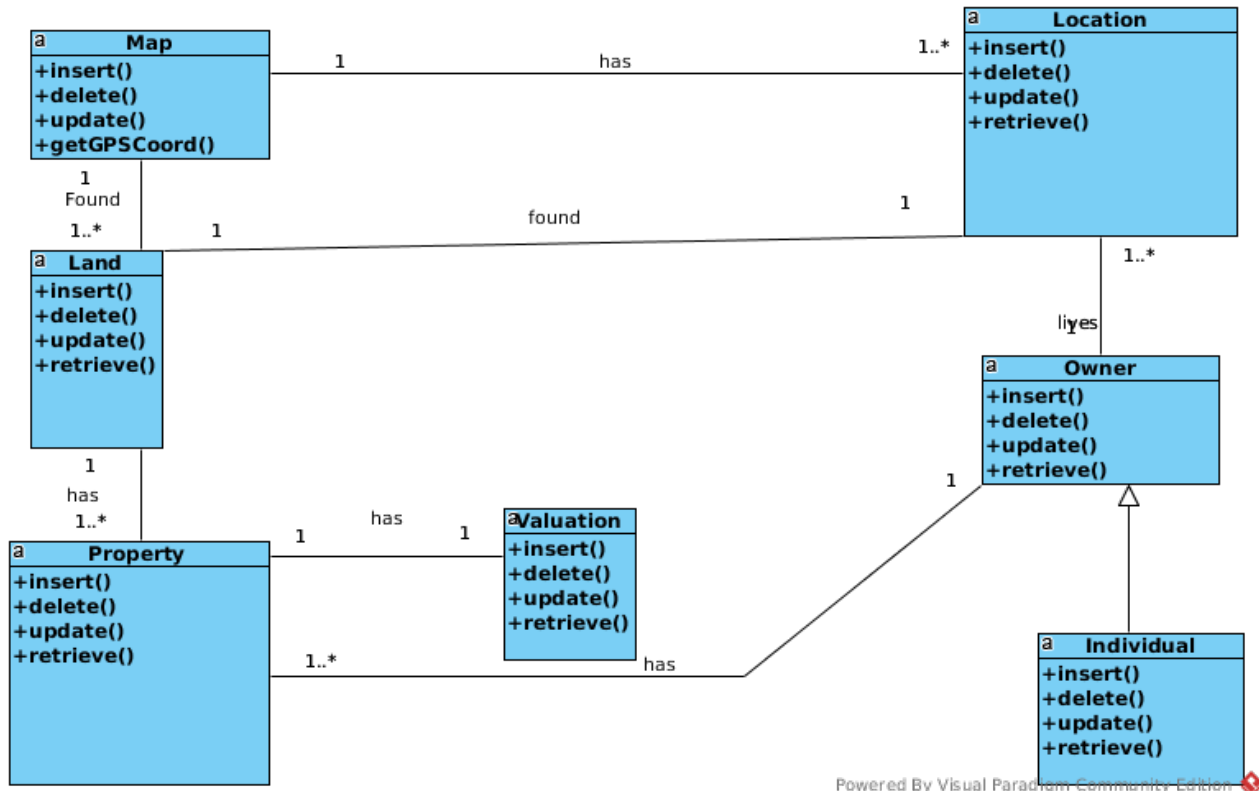 a Map
+insert()
+delete()
+update()
+getGPSCoord()
1
has
1..*
a Location
+insert()
+delete()
+update()
+retrieve()
1
Found
1..*
1
found
1
a Land
+insert()
+delete()
+update()
+retrieve()
1..*
lives
1
a Owner
+insert()
+delete()
+update()
+retrieve()
1
has
1..*
1
has
1
1
a Valuation
+insert()
+delete()
+update()
+retrieve()
a Property
+insert()
+delete()
+update()
+retrieve()
1..*
has
a Individual
+insert()
+delete()
+update()
+retrieve()
Powered By Visual Paradigm Community Edition